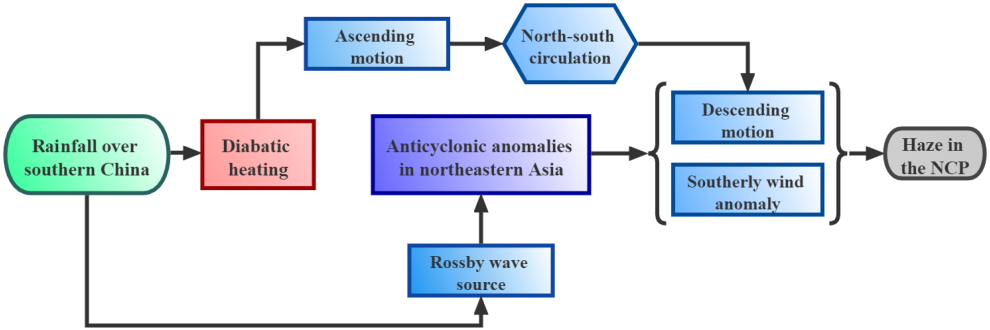 Rainfall over
southern China
Diabatic
heating
Ascending
motion
North-south
circulation
Anticyclonic anomalies
in northeastern Asia
Rossby wave
source
Descending
motion
Southerly wind
anomaly
Haze in
the NCP